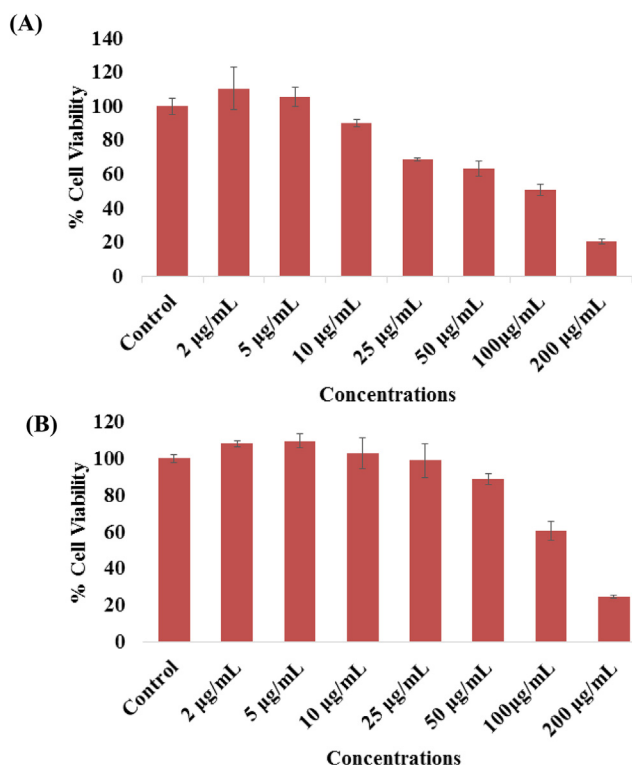 (A)
% Cell Viability
140
120
100
80
60
40
20
0
Control
2 µg/mL
5 µg/mL
10 µg/mL
25 µg/mL
50 µg/mL
100µg/mL
200 µg/mL
Concentrations
(B)
% Cell Viability
120
100
80
60
40
20
0
Control
2 µg/mL
5 µg/mL
10 µg/mL
25 µg/mL
50 µg/mL
100µg/mL
200 µg/mL
Concentrations